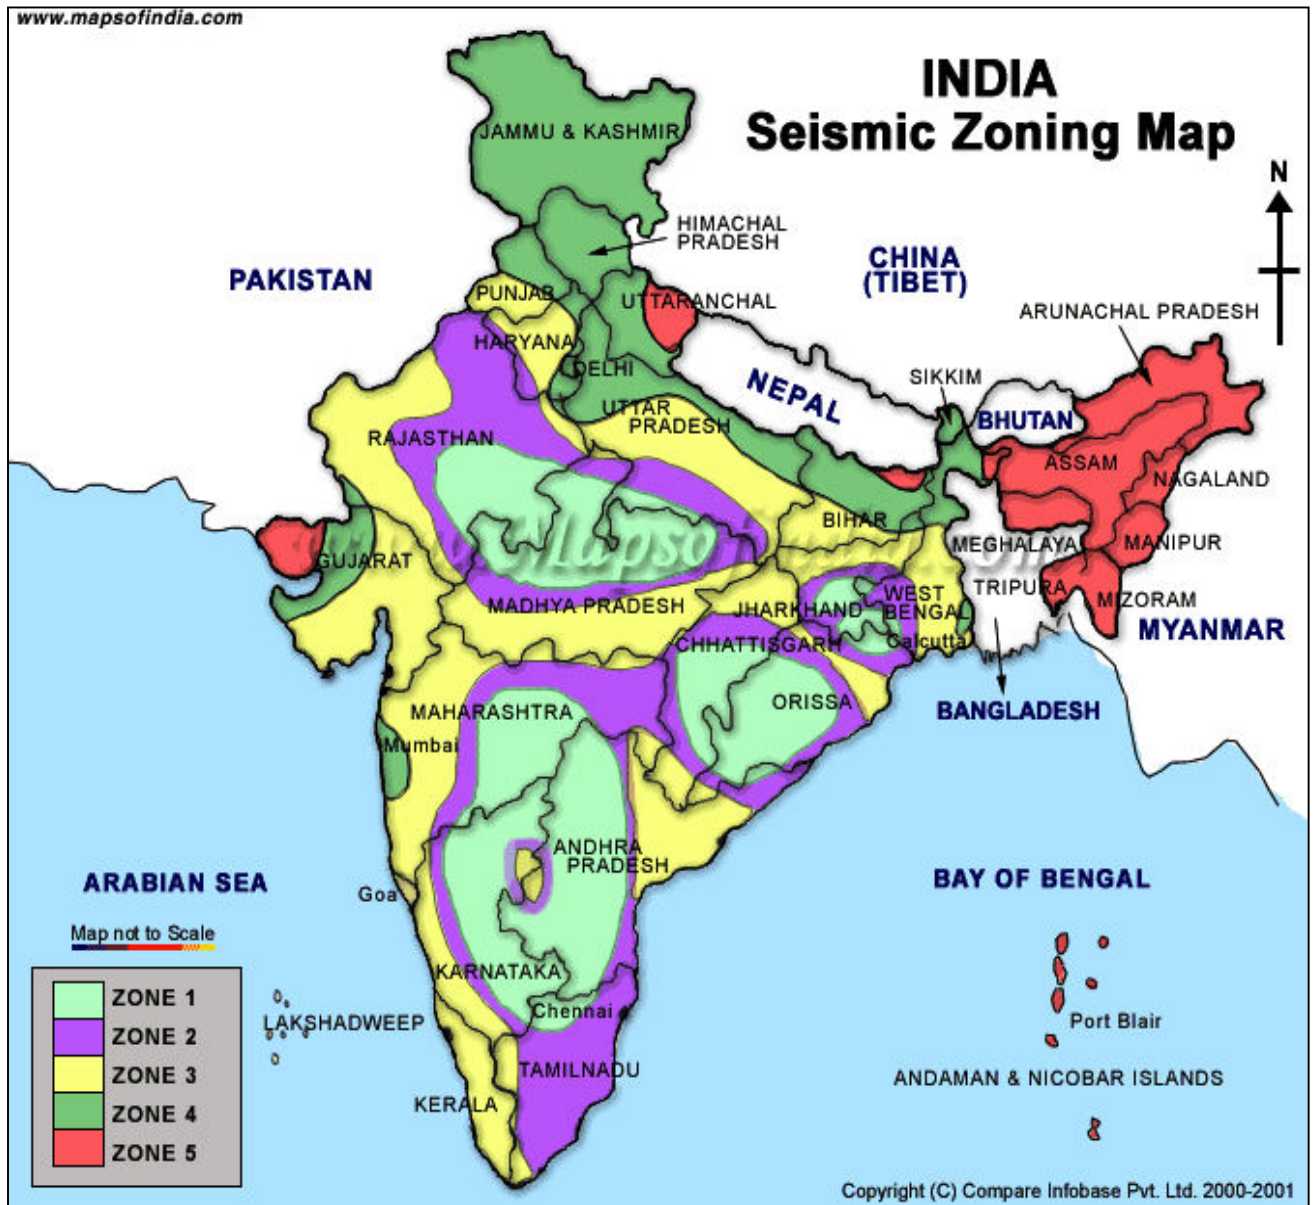 www.mapsofindia.com
INDIA
Seismic Zoning Map
N
JAMMU & KASHMIR
HIMACHAL
PRADESH
CHINA
(TIBET)
PAKISTAN
PUNJAB
UTTARANCHAL
ARUNACHAL PRADESH
HARYANA
DELHI
NEPAL
SIKKIM
BHUTAN
UTTAR
PRADESH
RAJASTHAN
ASSAM
NAGALAND
BIHAR
MEGHALAYA
MANIPUR
GUJARAT
MADHYA PRADESH
JHARKHAND
WEST
BENGAL
TRIPURA
MIZORAM
MYANMAR
CHHATTISGARH
Calcutta
ORISSA
BANGLADESH
MAHARASHTRA
Mumbai
ANDHRA
PRADESH
ARABIAN SEA
Goa
BAY OF BENGAL
Map not to Scale
KARNATAKA
Chennai
ZONE 1
ZONE 2
ZONE 3
ZONE 4
ZONE 5
LAKSHADWEEP
Port Blair
TAMILNADU
ANDAMAN & NICOBAR ISLANDS
KERALA
Copyright (C) Compare Infobase Pvt. Ltd. 2000-2001